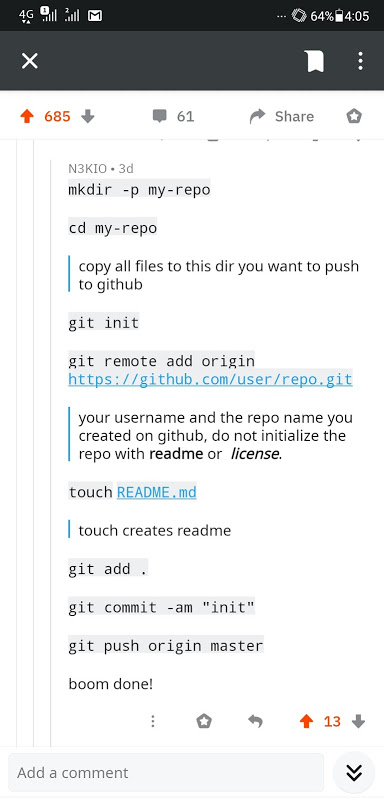 4G 1 2 ... 64% 4:05
685 61 Share
N3KIO • 3d
mkdir -p my-repo
cd my-repo
copy all files to this dir you want to push
to github
git init
git remote add origin
https://github.com/user/repo.git
your username and the repo name you
created on github, do not initialize the
repo with readme or license.
touch README.md
touch creates readme
git add .
git commit -am "init"
git push origin master
boom done!
13
Add a comment